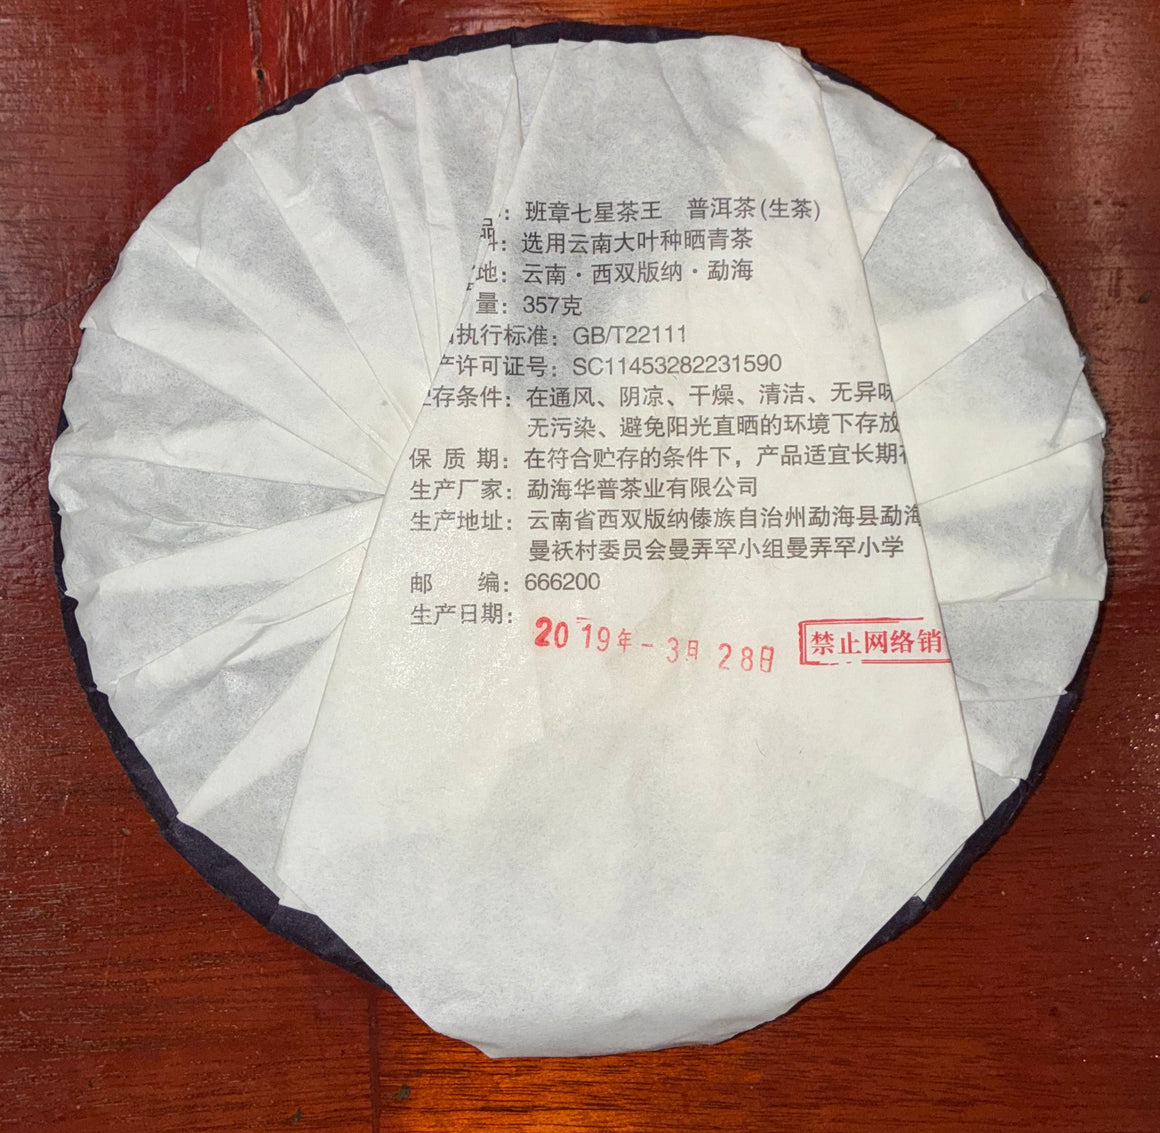 品：班章七星茶王　普洱茶(生茶)
料：选用云南大叶种晒青茶
地：云南·西双版纳·勐海
量：357克
执行标准：GB/T22111
产许可证号：SC11453282231590
贮存条件：在通风、阴凉、干燥、清洁、无异味
无污染、避免阳光直晒的环境下存放
保 质 期：在符合贮存的条件下，产品适宜长期存
生产厂家：勐海华普茶业有限公司
生产地址：云南省西双版纳傣族自治州勐海县勐海
曼袄村委员会曼弄罕小组曼弄罕小学
邮　　编：666200
生产日期：
2019年-3月28日
禁止网络销